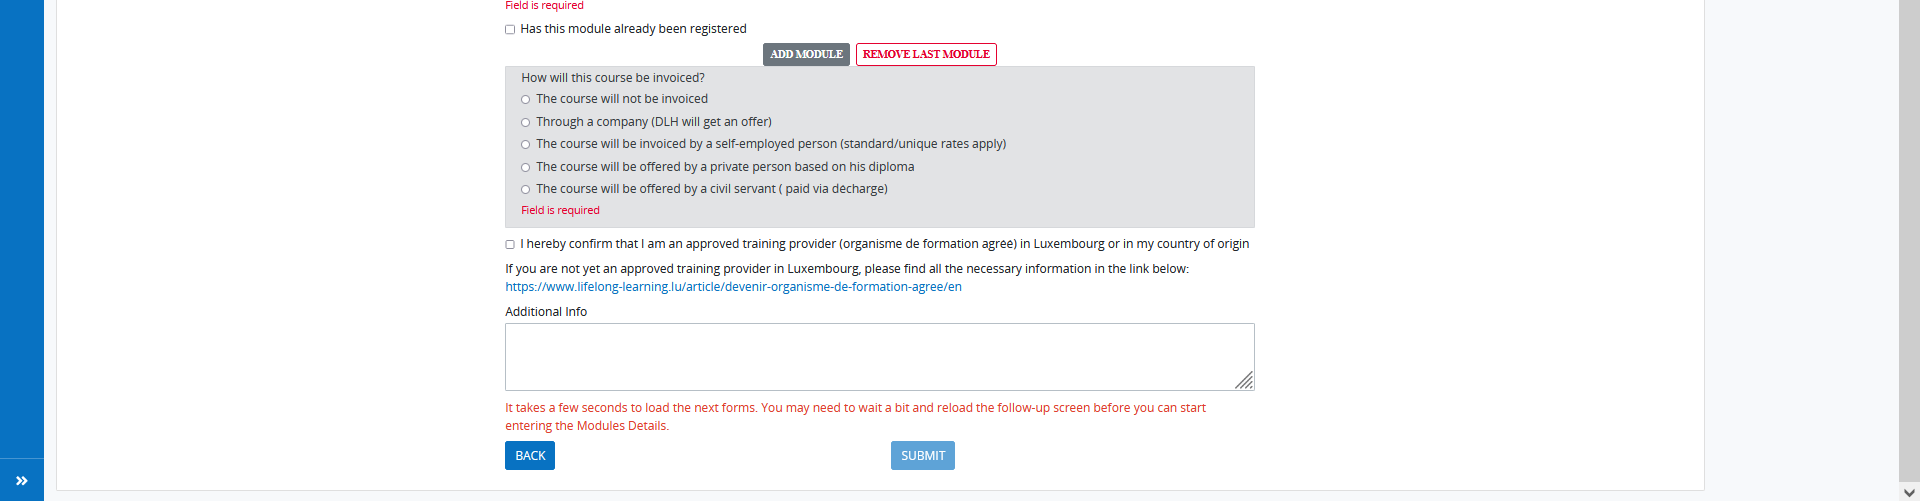 Field is required
Has this module already been registered
ADD MODULE REMOVE LAST MODULE
How will this course be invoiced?
The course will not be invoiced
Through a company (DLH will get an offer)
The course will be invoiced by a self-employed person (standard/unique rates apply)
The course will be offered by a private person based on his diploma
The course will be offered by a civil servant ( paid via décharge)
Field is required
I hereby confirm that I am an approved training provider (organisme de formation agréé) in Luxembourg or in my country of origin
If you are not yet an approved training provider in Luxembourg, please find all the necessary information in the link below:
https://www.lifelong-learning.lu/article/devenir-organisme-de-formation-agree/en
Additional Info
It takes a few seconds to load the next forms. You may need to wait a bit and reload the follow-up screen before you can start
entering the Modules Details.
BACK SUBMIT